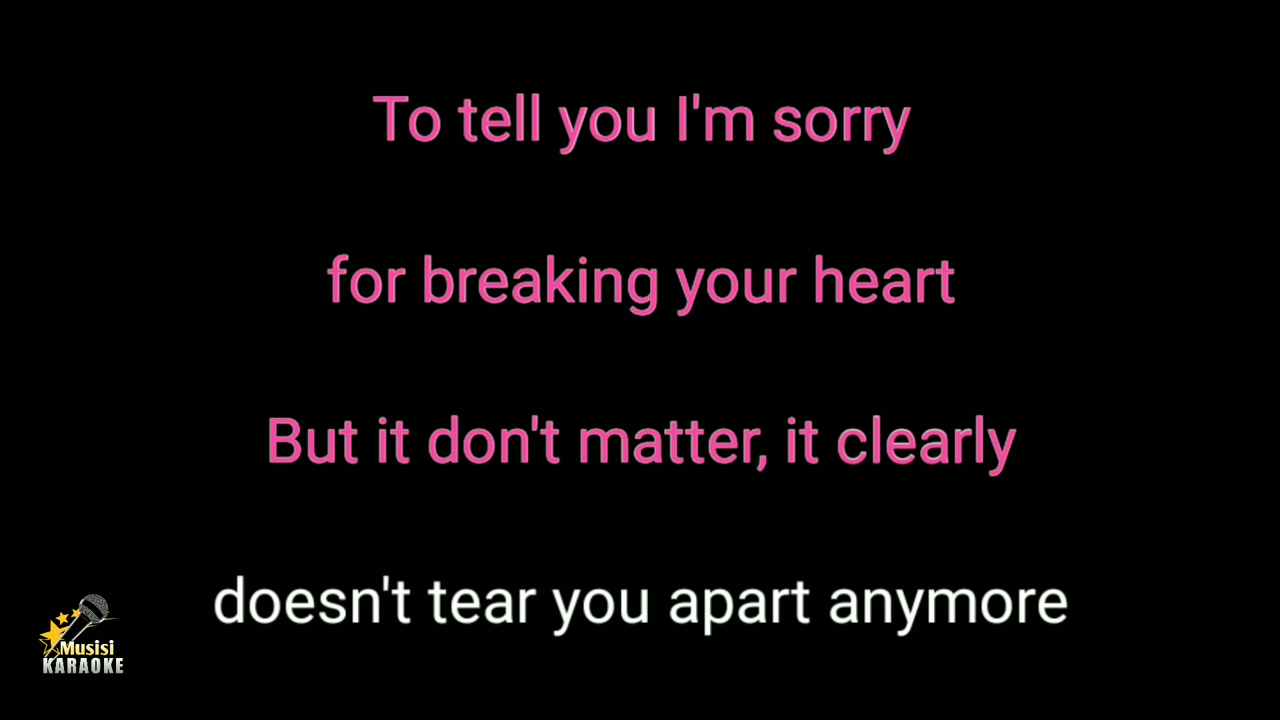 To tell you I'm sorry
for breaking your heart
But it don't matter, it clearly
doesn't tear you apart anymore
Musisi
KARAOKE